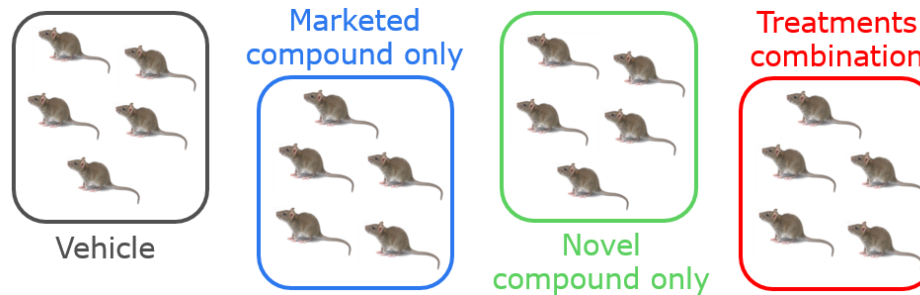 Vehicle
Marketed
compound only
Novel
compound only
Treatments
combination